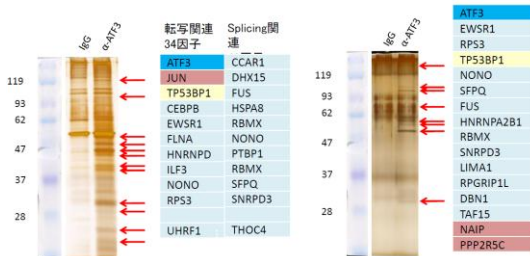 IgG
α-ATF3
119
93
62
47
37
28
転写関連 Splicing関
34因子 連
ATF3 CCAR1
JUN DHX15
TP53BP1 FUS
CEBPB HSPA8
EWSR1 RBMX
FLNA NONO
HNRNPD PTBP1
ILF3 RBMX
NONO SFPQ
RPS3 SNRPD3
UHRF1 THOC4
IgG
α-ATF3
119
93
62
47
37
28
ATF3
EWSR1
RPS3
TP53BP1
NONO
SFPQ
FUS
HNRNPA2B1
RBMX
SNRPD3
LIMA1
RPGRIP1L
DBN1
TAF15
NAIP
PPP2R5C